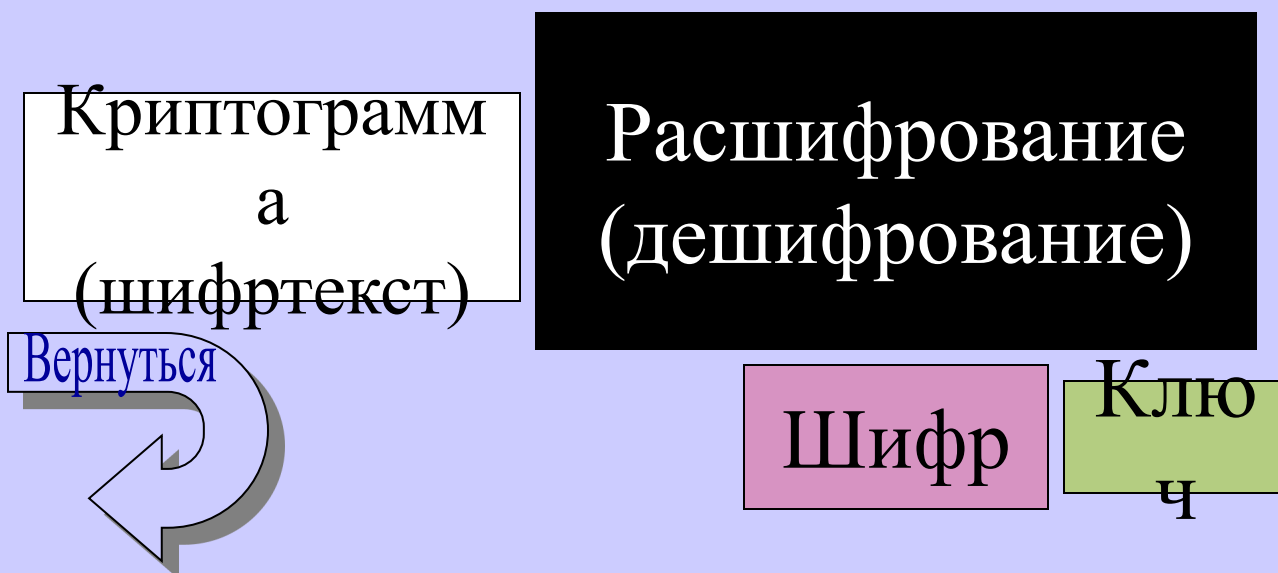 Криптограмм
а
(шифртекст)
Расшифрование
(дешифрование)
Вернуться
Шифр
Клю
ч